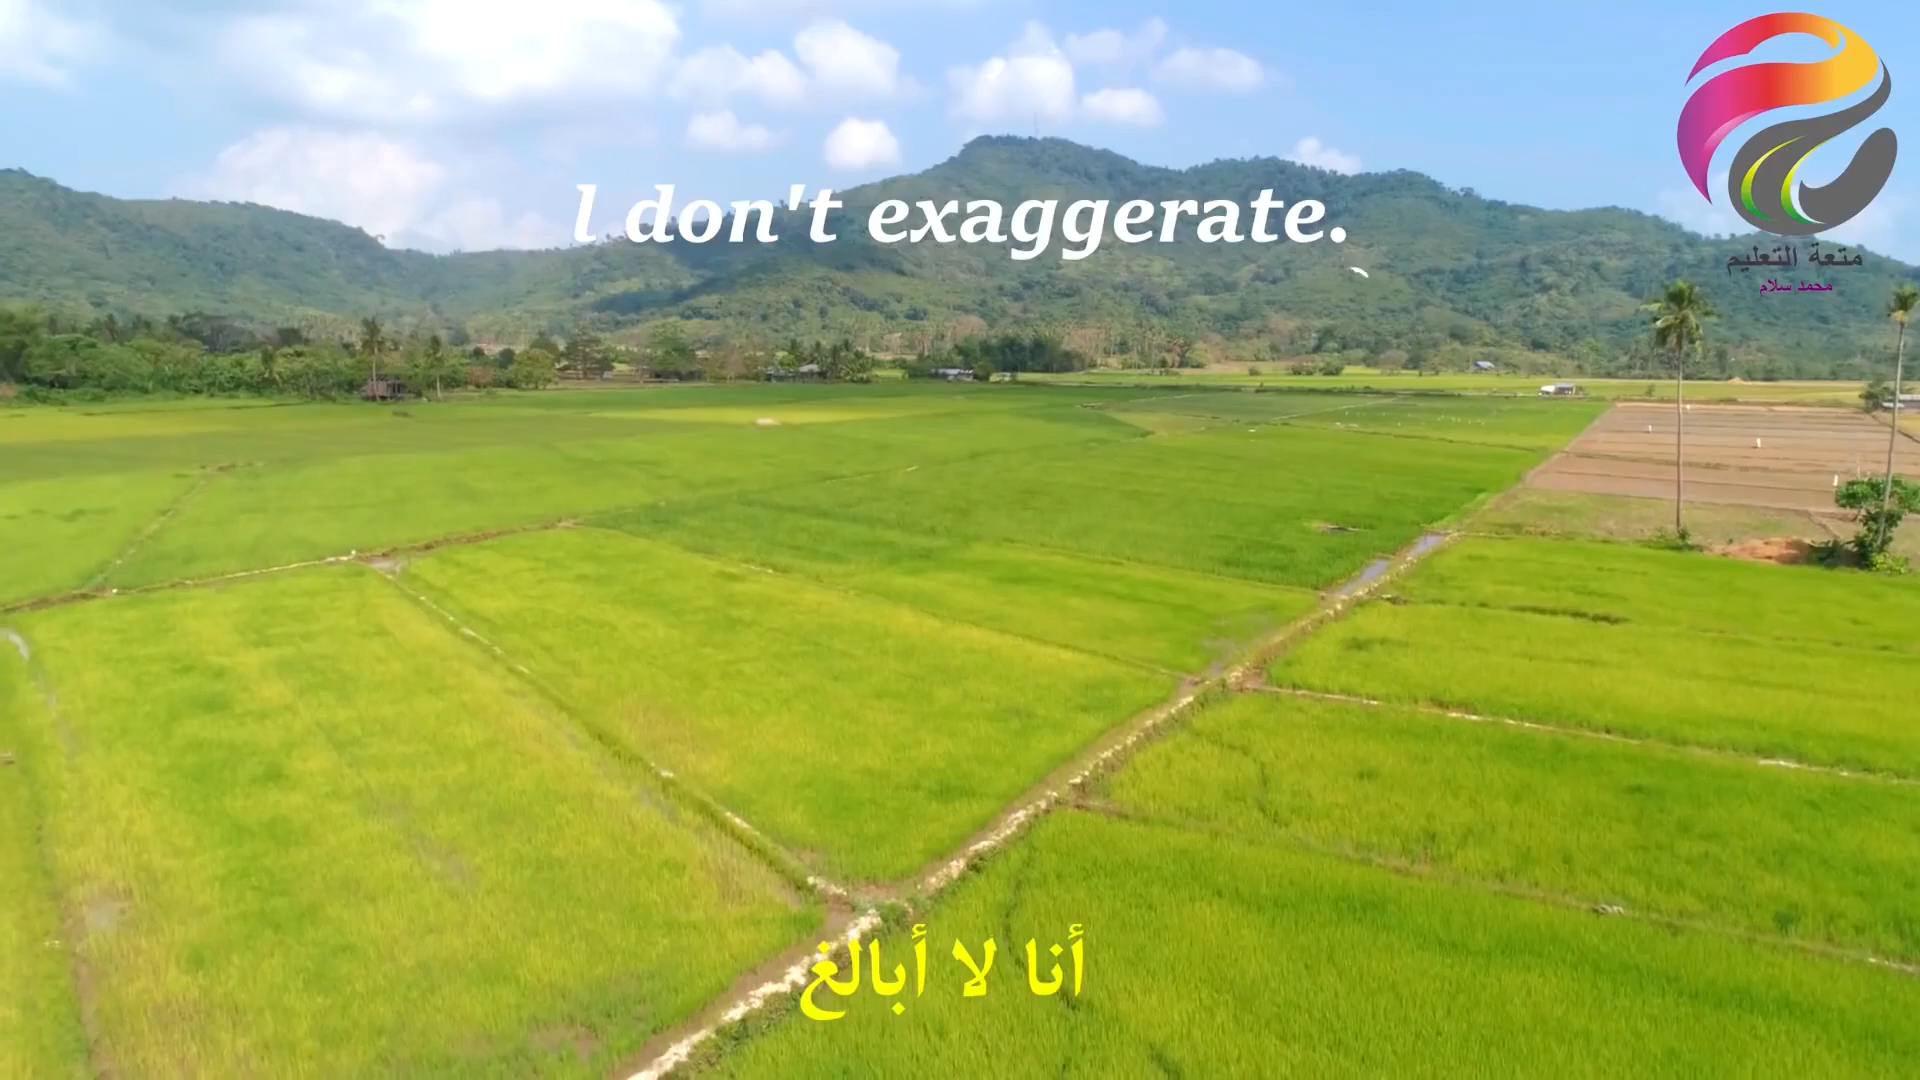 I don't exaggerate.
متعة التعليم
محمد سلام
أنا لا أبالغ